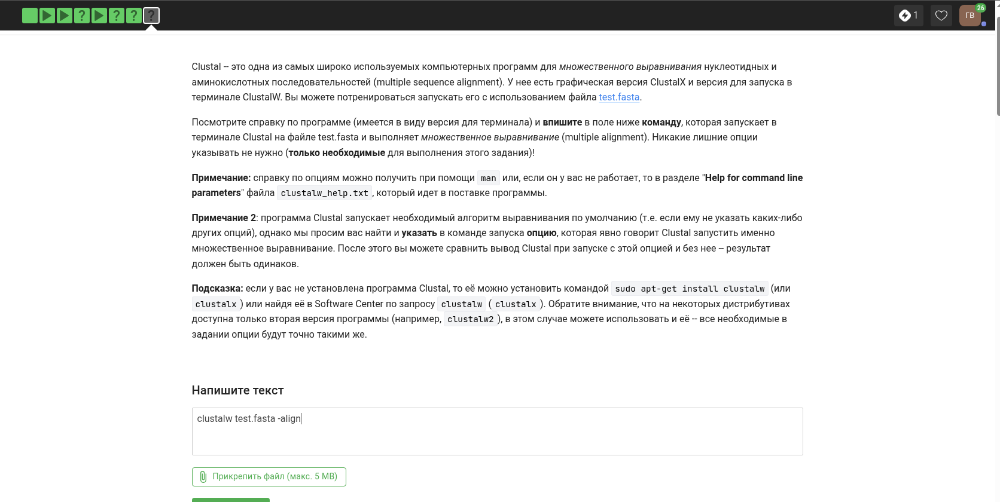 ? ? ? ?
1
ГВ
26
Clustal -- это одна из самых широко используемых компьютерных программ для множественного выравнивания нуклеотидных и
аминокислотных последовательностей (multiple sequence alignment). У нее есть графическая версия ClustalX и версия для запуска в
терминале ClustalW. Вы можете потренироваться запускать его с использованием файла test.fasta.
Посмотрите справку по программе (имеется в виду версия для терминала) и впишите в поле ниже команду, которая запускает в
терминале Clustal на файле test.fasta и выполняет множественное выравнивание (multiple alignment). Никакие лишние опции
указывать не нужно (только необходимые для выполнения этого задания)!
Примечание: справку по опциям можно получить при помощи man или, если он у вас не работает, то в разделе "Help for command line
parameters" файла clustalw_help.txt, который идет в поставке программы.
Примечание 2: программа Clustal запускает необходимый алгоритм выравнивания по умолчанию (т.е. если ему не указать каких-либо
других опций), однако мы просим вас найти и указать в команде запуска опцию, которая явно говорит Clustal запустить именно
множественное выравнивание. После этого вы можете сравнить вывод Clustal при запуске с этой опцией и без нее -- результат
должен быть одинаков.
Подсказка: если у вас не установлена программа Clustal, то её можно установить командой sudo apt-get install clustalw (или
clustalx) или найдя её в Software Center по запросу clustalw (clustalx). Обратите внимание, что на некоторых дистрибутивах
доступна только вторая версия программы (например, clustalw2), в этом случае можете использовать и её -- все необходимые в
задании опции будут точно такими же.
Напишите текст
clustalw test.fasta -align
Прикрепить файл (макс. 5 MB)